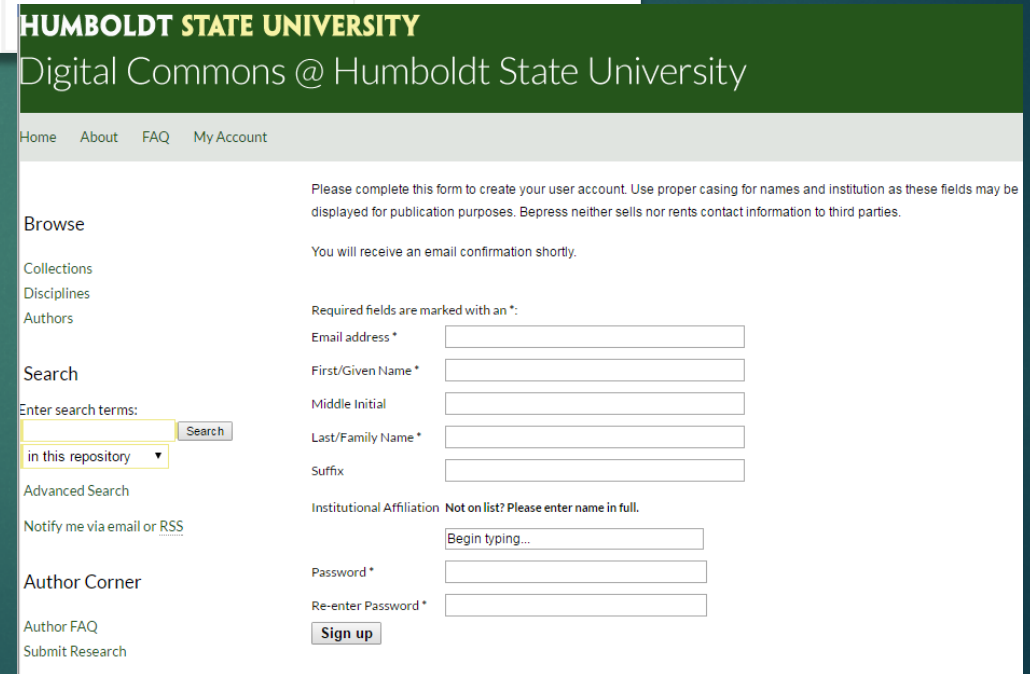 HUMBOLDT STATE UNIVERSITY
Digital Commons @ Humboldt State University
Home About FAQ My Account
Browse
Collections
Disciplines
Authors
Search
Enter search terms:
Search
in this repository
Advanced Search
Notify me via email or RSS
Author Corner
Author FAQ
Submit Research
Please complete this form to create your user account. Use proper casing for names and institution as these fields may be
displayed for publication purposes. Bepress neither sells nor rents contact information to third parties.
You will receive an email confirmation shortly.
Required fields are marked with an *:
Email address *
First/Given Name *
Middle Initial
Last/Family Name *
Suffix
Institutional Affiliation Not on list? Please enter name in full.
Begin typing...
Password *
Re-enter Password *
Sign up